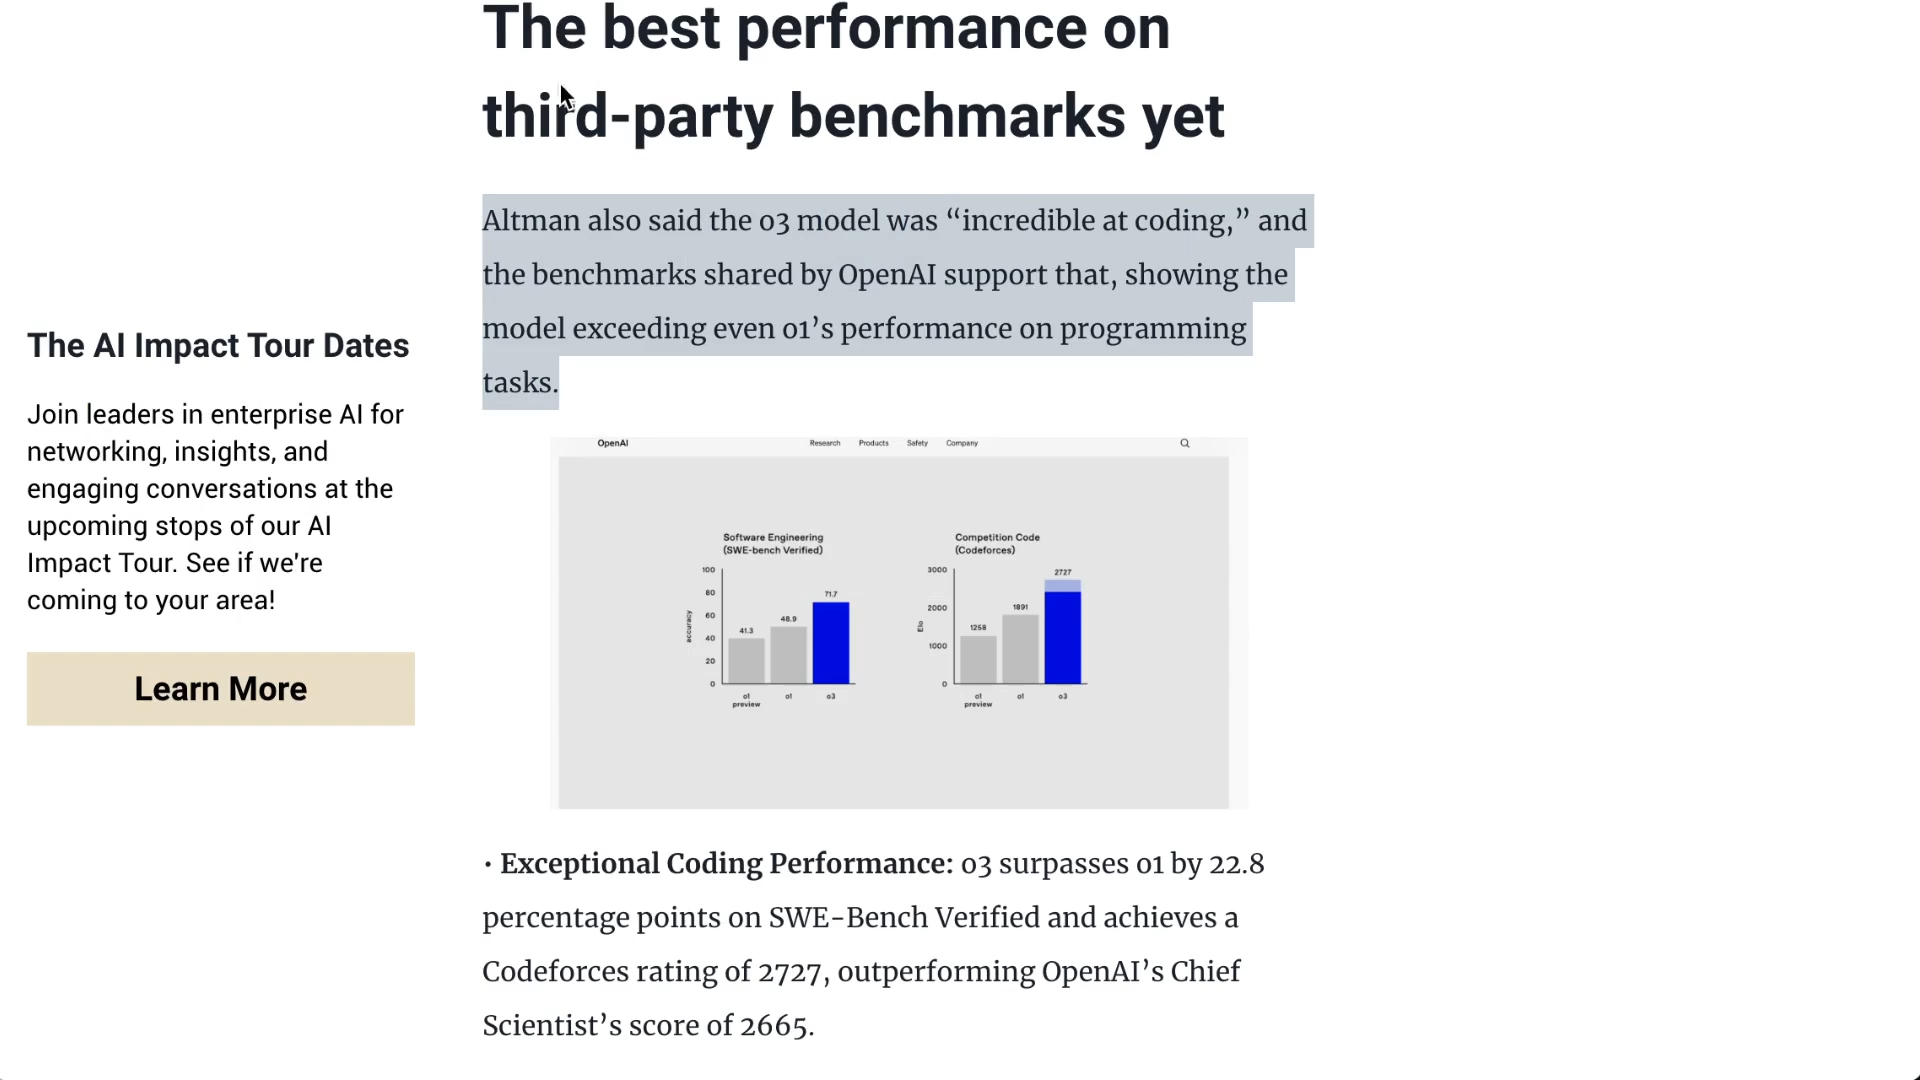 The best performance on
third-party benchmarks yet
Altman also said the o3 model was “incredible at coding,” and
the benchmarks shared by OpenAI support that, showing the
model exceeding even o1’s performance on programming
tasks.
The AI Impact Tour Dates
Join leaders in enterprise AI for
networking, insights, and
engaging conversations at the
upcoming stops of our AI
Impact Tour. See if we're
coming to your area!
Learn More
OpenAI Research Products Safety Company
Software Engineering
(SWE-bench Verified)
accuracy
100
80
60
40
20
0
41.3
48.9
71.7
o1
preview
o1
o3
Competition Code
(Codeforces)
Elo
3000
2000
1000
0
1258
1891
2727
o1
preview
o1
o3
• Exceptional Coding Performance: o3 surpasses o1 by 22.8
percentage points on SWE-Bench Verified and achieves a
Codeforces rating of 2727, outperforming OpenAI’s Chief
Scientist’s score of 2665.